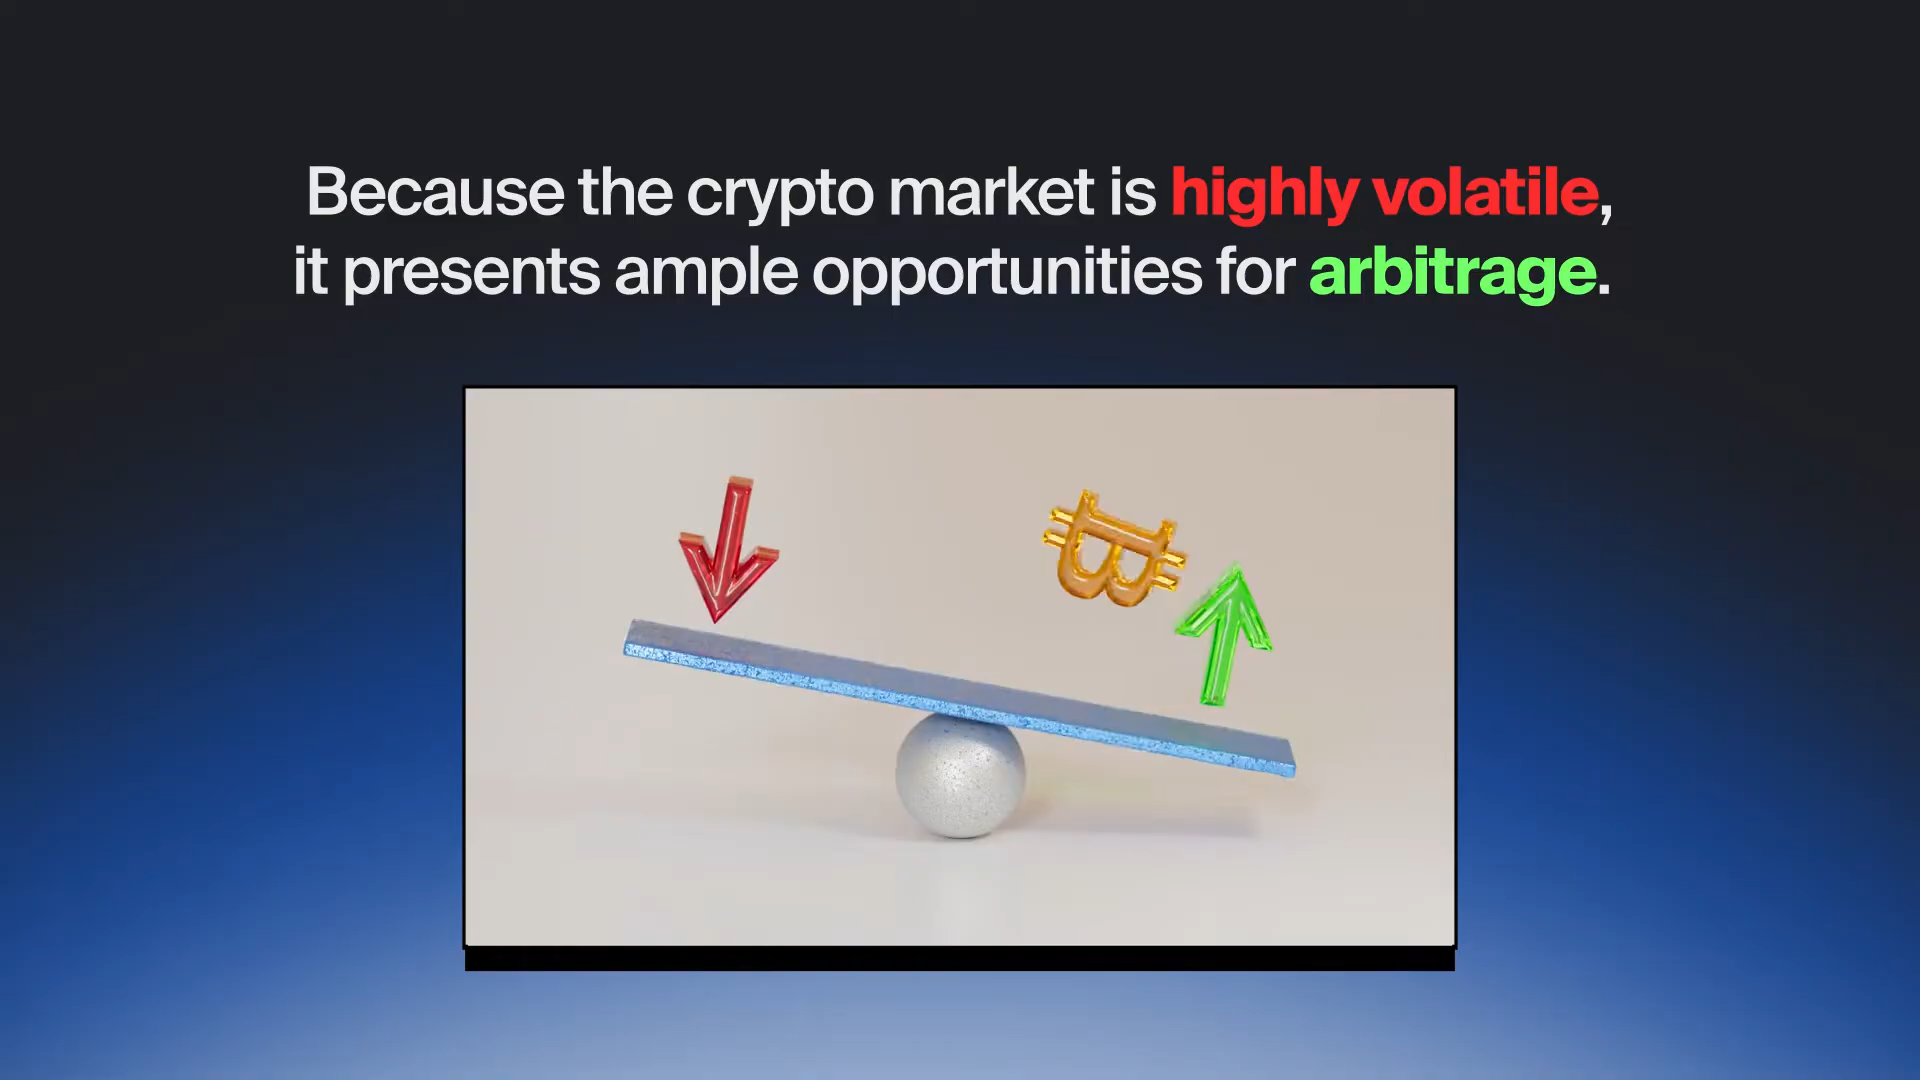 Because the crypto market is highly volatile,
it presents ample opportunities for arbitrage.